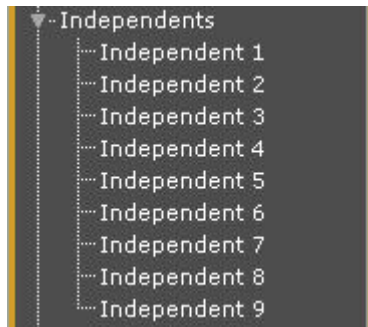 Independents
Independent 1
Independent 2
Independent 3
Independent 4
Independent 5
Independent 6
Independent 7
Independent 8
Independent 9